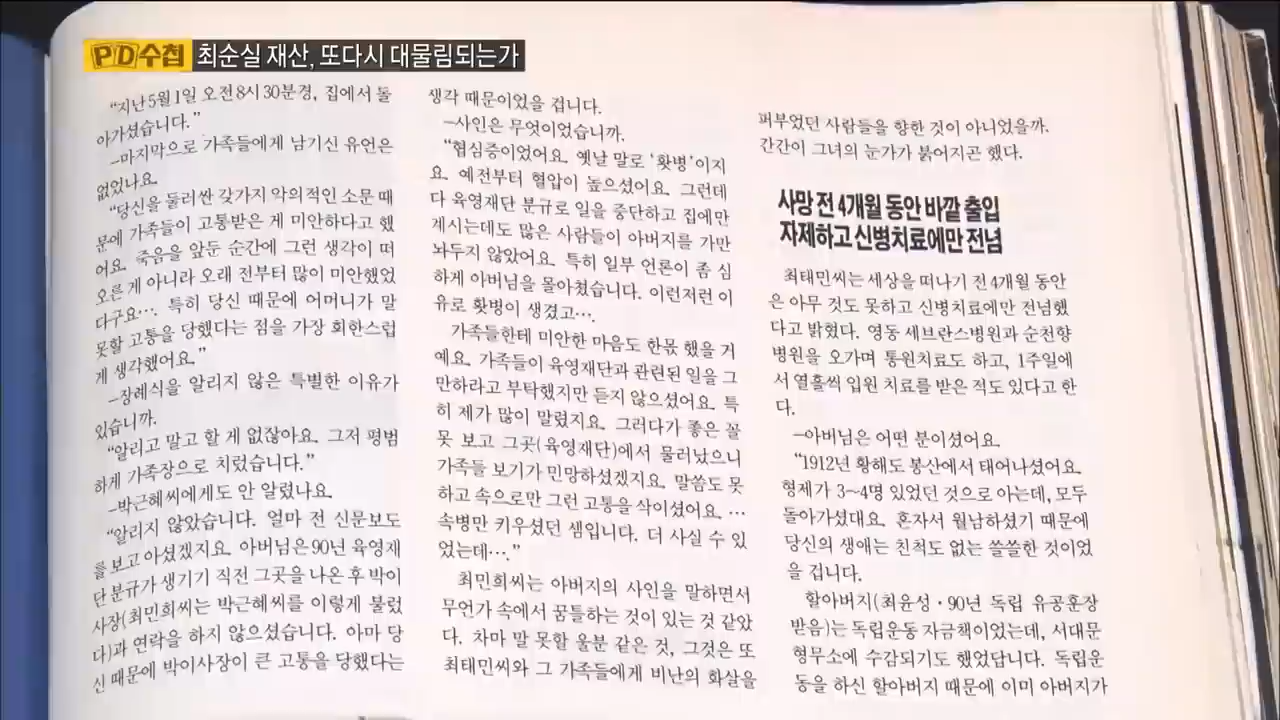 PD수첩 최순실 재산, 또다시 대물림되는가
“지난 5월 1일 오전 8시 30분경, 집에서 돌
아가셨습니다.”
–마지막으로 가족들에게 남기신 유언은
없었나요.
“당신을 둘러싼 갖가지 악의적인 소문 때
문에 가족들이 고통받은 게 미안하다고 했
어요. 죽음을 앞둔 순간에 그런 생각이 떠
오른 게 아니라 오래 전부터 많이 미안했었
다구요…. 특히 당신 때문에 어머니가 말
못할 고통을 당했다는 점을 가장 회한스럽
게 생각했어요.”
–장례식을 알리지 않은 특별한 이유가
있습니까.
“알리고 말고 할 게 없잖아요. 그저 평범
하게 가족장으로 치렀습니다.”
–박근혜씨에게도 안 알렸나요.
“알리지 않았습니다. 얼마 전 신문보도
를 보고 아셨겠지요. 아버님은 90년 육영재
단 분규가 생기기 직전 그곳을 나온 후 박이
사장(최민희씨는 박근혜씨를 이렇게 불렀
다)과 연락을 하지 않으셨습니다. 아마 당
신 때문에 박이사장이 큰 고통을 당했다는
생각 때문이었을 겁니다.
–사인은 무엇이었습니까.
“협심증이었어요. 옛날 말로 ‘홧병’이지
요. 예전부터 혈압이 높으셨어요. 그런데
다 육영재단 분규로 일을 중단하고 집에만
계시는데도 많은 사람들이 아버지를 가만
놔두지 않았어요. 특히 일부 언론이 좀 심
하게 아버님을 몰아쳤습니다. 이런저런 이
유로 홧병이 생겼고….
가족들한테 미안한 마음도 한몫 했을 거
예요. 가족들이 육영재단과 관련된 일을 그
만하라고 부탁했지만 듣지 않으셨어요. 특
히 제가 많이 말렸지요. 그러다가 좋은 꼴
못 보고 그곳(육영재단)에서 물러났으니
가족들 보기가 민망하셨겠지요. 말씀도 못
하고 속으로만 그런 고통을 삭이셨어요. …
속병만 키우셨던 셈입니다. 더 사실 수 있
었는데….”
최민희씨는 아버지의 사인을 말하면서
무언가 속에서 꿈틀하는 것이 있는 것 같았
다. 차마 말 못할 울분 같은 것, 그것은 또
최태민씨와 그 가족들에게 비난의 화살을
퍼부었던 사람들을 향한 것이 아니었을까.
간간이 그녀의 눈가가 붉어지곤 했다.
사망 전 4개월 동안 바깥 출입
자제하고 신병치료에만 전념
최태민씨는 세상을 떠나기 전 4개월 동안
은 아무 것도 못하고 신병치료에만 전념했
다고 밝혔다. 영동 세브란스병원과 순천향
병원을 오가며 통원치료도 하고, 1주일에
서 열흘씩 입원 치료를 받은 적도 있다고 한
다.
–아버님은 어떤 분이셨어요.
“1912년 황해도 봉산에서 태어나셨어요.
형제가 3~4명 있었던 것으로 아는데, 모두
돌아가셨대요. 혼자서 월남하셨기 때문에
당신의 생애는 친척도 없는 쓸쓸한 것이었
을 겁니다.
할아버지(최윤성·90년 독립 유공훈장
받음)는 독립운동 자금책이었는데, 서대문
형무소에 수감되기도 했었답니다. 독립운
동을 하신 할아버지 때문에 이미 아버지가